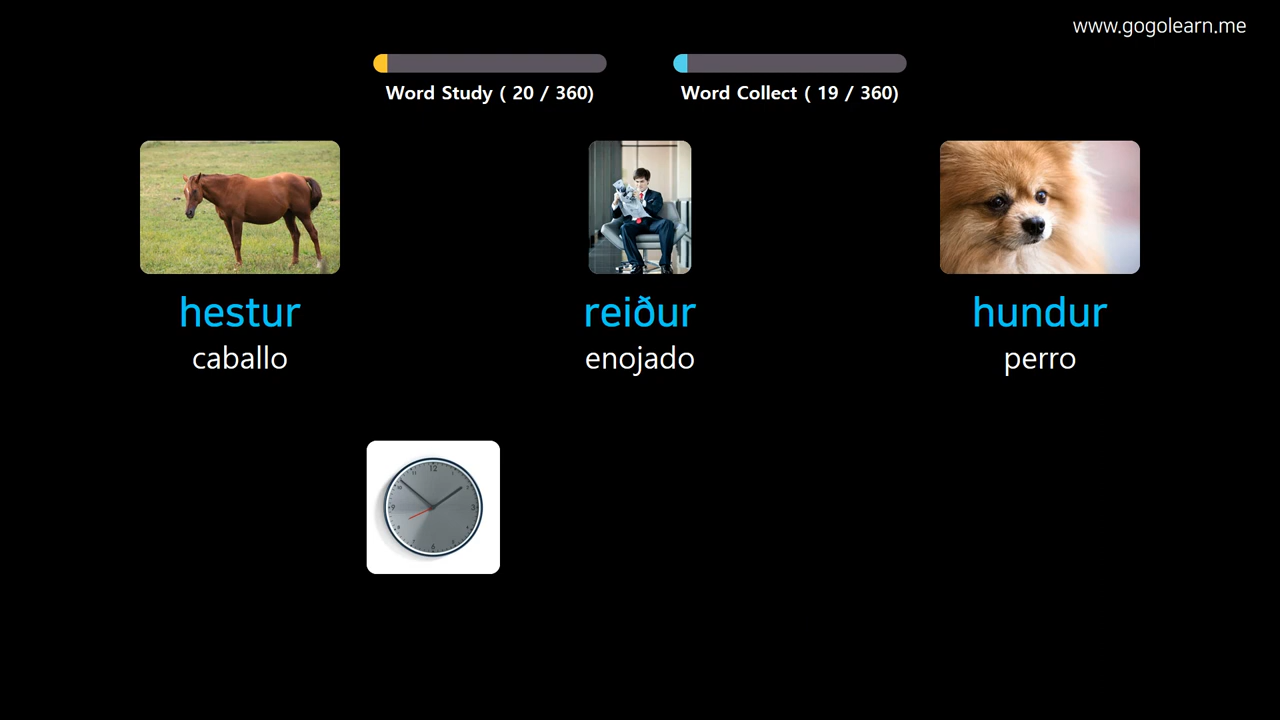 www.gogolearn.me
Word Study ( 20 / 360)
Word Collect ( 19 / 360)
hestur
caballo
reiður
enojado
hundur
perro